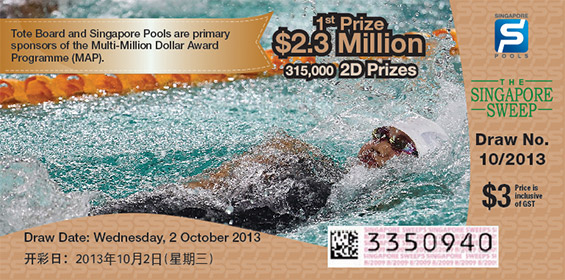 Tote Board and Singapore Pools are primary
sponsors of the Multi-Million Dollar Award
Programme (MAP).
1st Prize
$2.3 Million
315,000 2D Prizes
SINGAPORE
POOLS
THE
SINGAPORE
SWEEP
Draw No.
10/2013
$3 Price is
inclusive
of GST
Draw Date: Wednesday, 2 October 2013
开彩日：2013年10月2日(星期三)
3350940